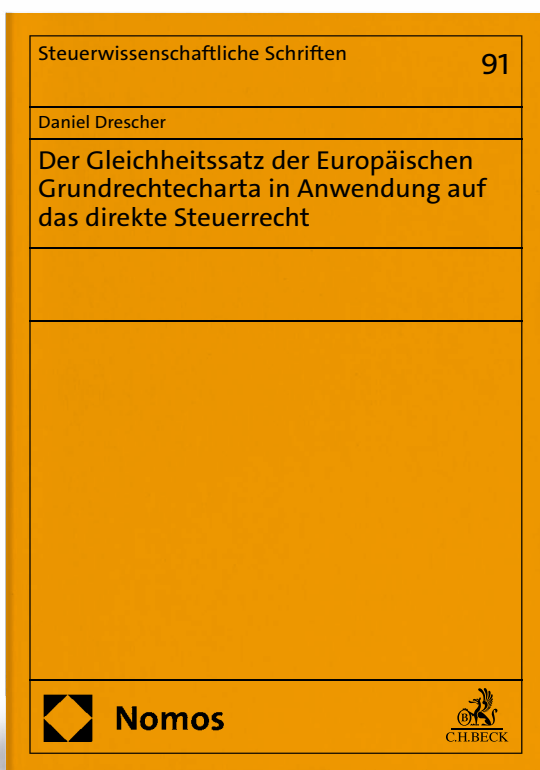 Steuerwissenschaftliche Schriften
91
Daniel Drescher
Der Gleichheitssatz der Europäischen
Grundrechtecharta in Anwendung auf
das direkte Steuerrecht
Nomos
B
C.H.BECK